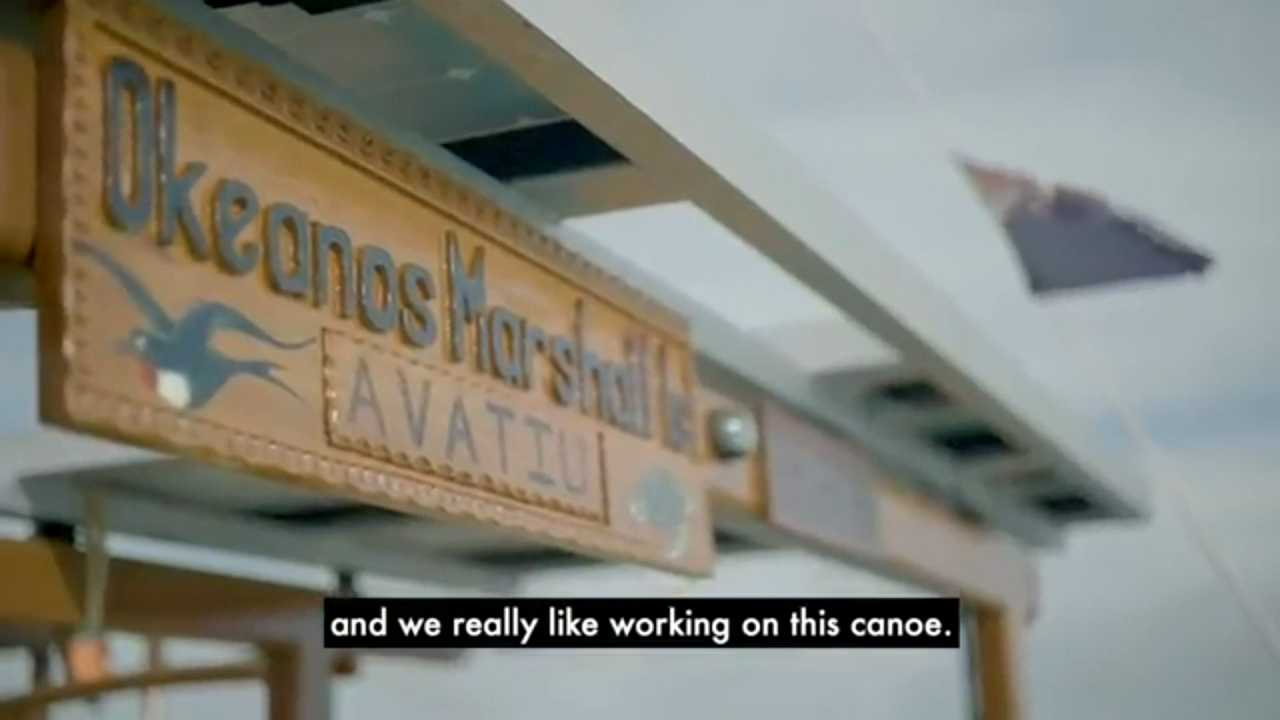 Okeanos Marshall Is
AVATIU
and we really like working on this canoe.